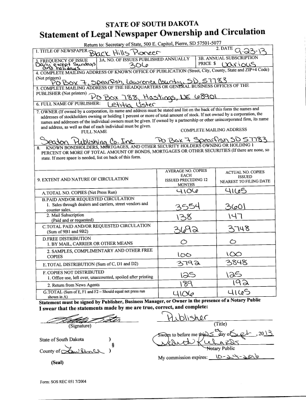 STATE OF SOUTH DAKOTA
Statement of Legal Newspaper Ownership and Circulation
Return to: Secretary of State, 500 E. Capitol, Pierre, SD 57501-5077
1. TITLE OF NEWSPAPER Black Hills Pioneer 2. DATE 9-23-13
3. FREQUENCY OF ISSUE Daily except Sundays and holidays 3A. NO. OF ISSUES PUBLISHED ANNUALLY 306 3B. ANNUAL SUBSCRIPTION PRICE $ various
4. COMPLETE MAILING ADDRESS OF KNOWN OFFICE OF PUBLICATION (Street, City, County, State and ZIP+4 Code)
(Not printers) Po Box 7, Spearfish, Lawrence County, SD 57783
5. COMPLETE MAILING ADDRESS OF THE HEADQUARTERS OR GENERAL BUSINESS OFFICES OF THE
PUBLISHER (Not printers) Po Box 788, Hastings, NE 68901
6. FULL NAME OF PUBLISHER: Letitia Lister
7. OWNER (If owned by a corporation, its name and address must be stated and list on the back of this form the names and
addresses of stockholders owning or holding 1 percent or more of total amount of stock. If not owned by a corporation, the
names and addresses of the individual owners must be given. If owned by a partnership or other unincorporated firm, its name
and address, as well as that of each individual must be given.
FULL NAME COMPLETE MAILING ADDRESS
Seaton Publishing Co. Inc Po Box 7 Spearfish SD 57783
8. KNOWN BONDHOLDERS, MORTGAGES, AND OTHER SECURITY HOLDERS OWNING OR HOLDING 1
PERCENT OR MORE OF TOTAL AMOUNT OF BONDS, MORTGAGES OR OTHER SECURITIES (If there are none, so
state. If more space is needed, list on back of this form.
9. EXTENT AND NATURE OF CIRCULATION AVERAGE NO. COPIES EACH ISSUED PRECEDING 12 MONTHS ACTUAL NO. COPIES ISSUED NEAREST TO FILING DATE
A. TOTAL NO. COPIES (Net Press Run) 4106 4165
B. PAID AND/OR REQUESTED CIRCULATION
1. Sales through dealers and carriers, street vendors and counter sales... 3554 3601
2. Mail Subscription
(Paid and or requested) 138 147
C. TOTAL PAID AND/OR REQUESTED CIRCULATION
(Sum of 9B1 and 9B2) 3692 3748
D. FREE DISTRIBUTION
1. BY MAIL, CARRIER OR OTHER MEANS 0 0
2. SAMPLES, COMPLIMENTARY AND OTHER FREE COPIES 100 100
E. TOTAL DISTRIBUTION (Sum of C, D1 and D2) 3792 3848
F. COPIES NOT DISTRIBUTED
1. Office use, left over, unaccounted, spoiled after printing 125 125
2. Return from News Agents 189 192
G. TOTAL (Sum of E, F1 and F2 - Should equal net press run shown in A) 4106 4165
Statement must be signed by Publisher, Business Manager, or Owner in the presence of a Notary Public
I swear that the statements made by me are true, correct, and complete:
Publisher
(Signature) (Title)
State of South Dakota )
Sworn to before me this 23 day of Sept, 2013
County of Lawrence )§
Notary Public
(Seal) My commission expires:
Form: SOS REC 051 7/2004